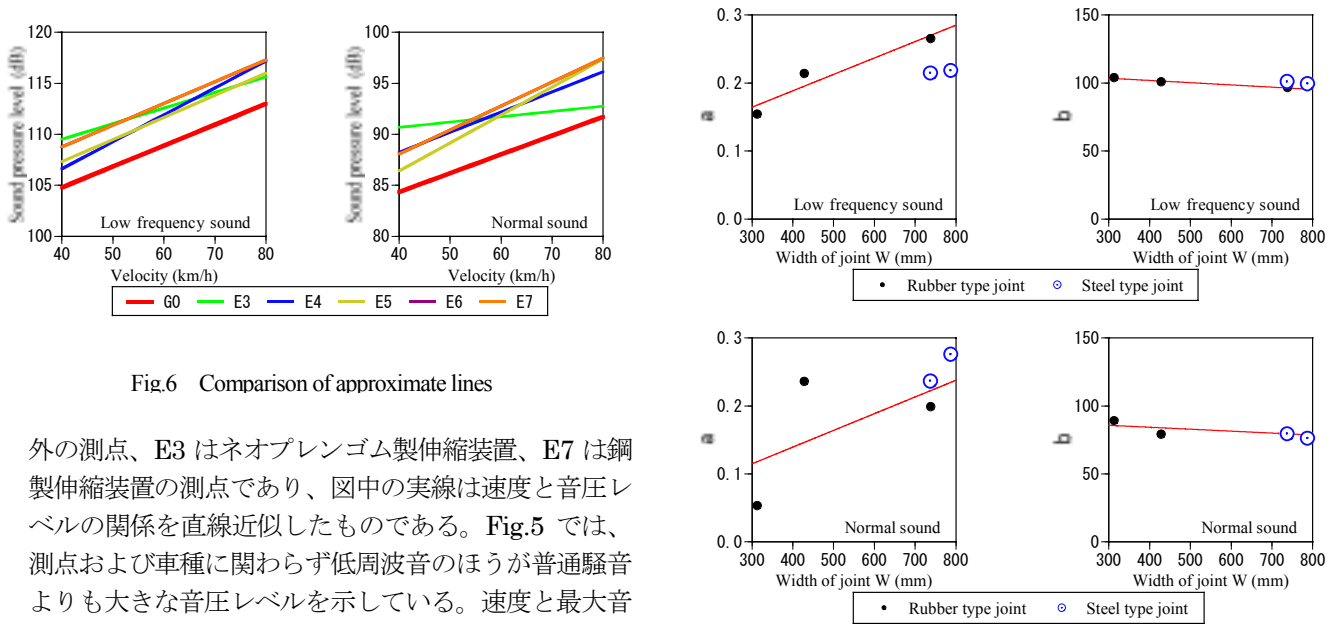 120
115
110
105
100
Sound pressure level (dB)
40 50 60 70 80
Velocity (km/h)
Low frequency sound
100
95
90
85
80
Sound pressure level (dB)
40 50 60 70 80
Velocity (km/h)
Normal sound
G0 E3 E4 E5 E6 E7
Fig.6 Comparison of approximate lines
外の測点、E3 はネオプレンゴム製伸縮装置、E7 は鋼
製伸縮装置の測点であり、図中の実線は速度と音圧レ
ベルの関係を直線近似したものである。Fig.5 では、
測点および車種に関わらず低周波音のほうが普通騒音
よりも大きな音圧レベルを示している。速度と最大音
0.3
0.2
0.1
0.0
a
300 400 500 600 700 800
Width of joint W (mm)
Low frequency sound
150
100
50
0
b
300 400 500 600 700 800
Width of joint W (mm)
Low frequency sound
Rubber type joint Steel type joint
0.3
0.2
0.1
0.0
a
300 400 500 600 700 800
Width of joint W (mm)
Normal sound
150
100
50
0
b
300 400 500 600 700 800
Width of joint W (mm)
Normal sound
Rubber type joint Steel type joint